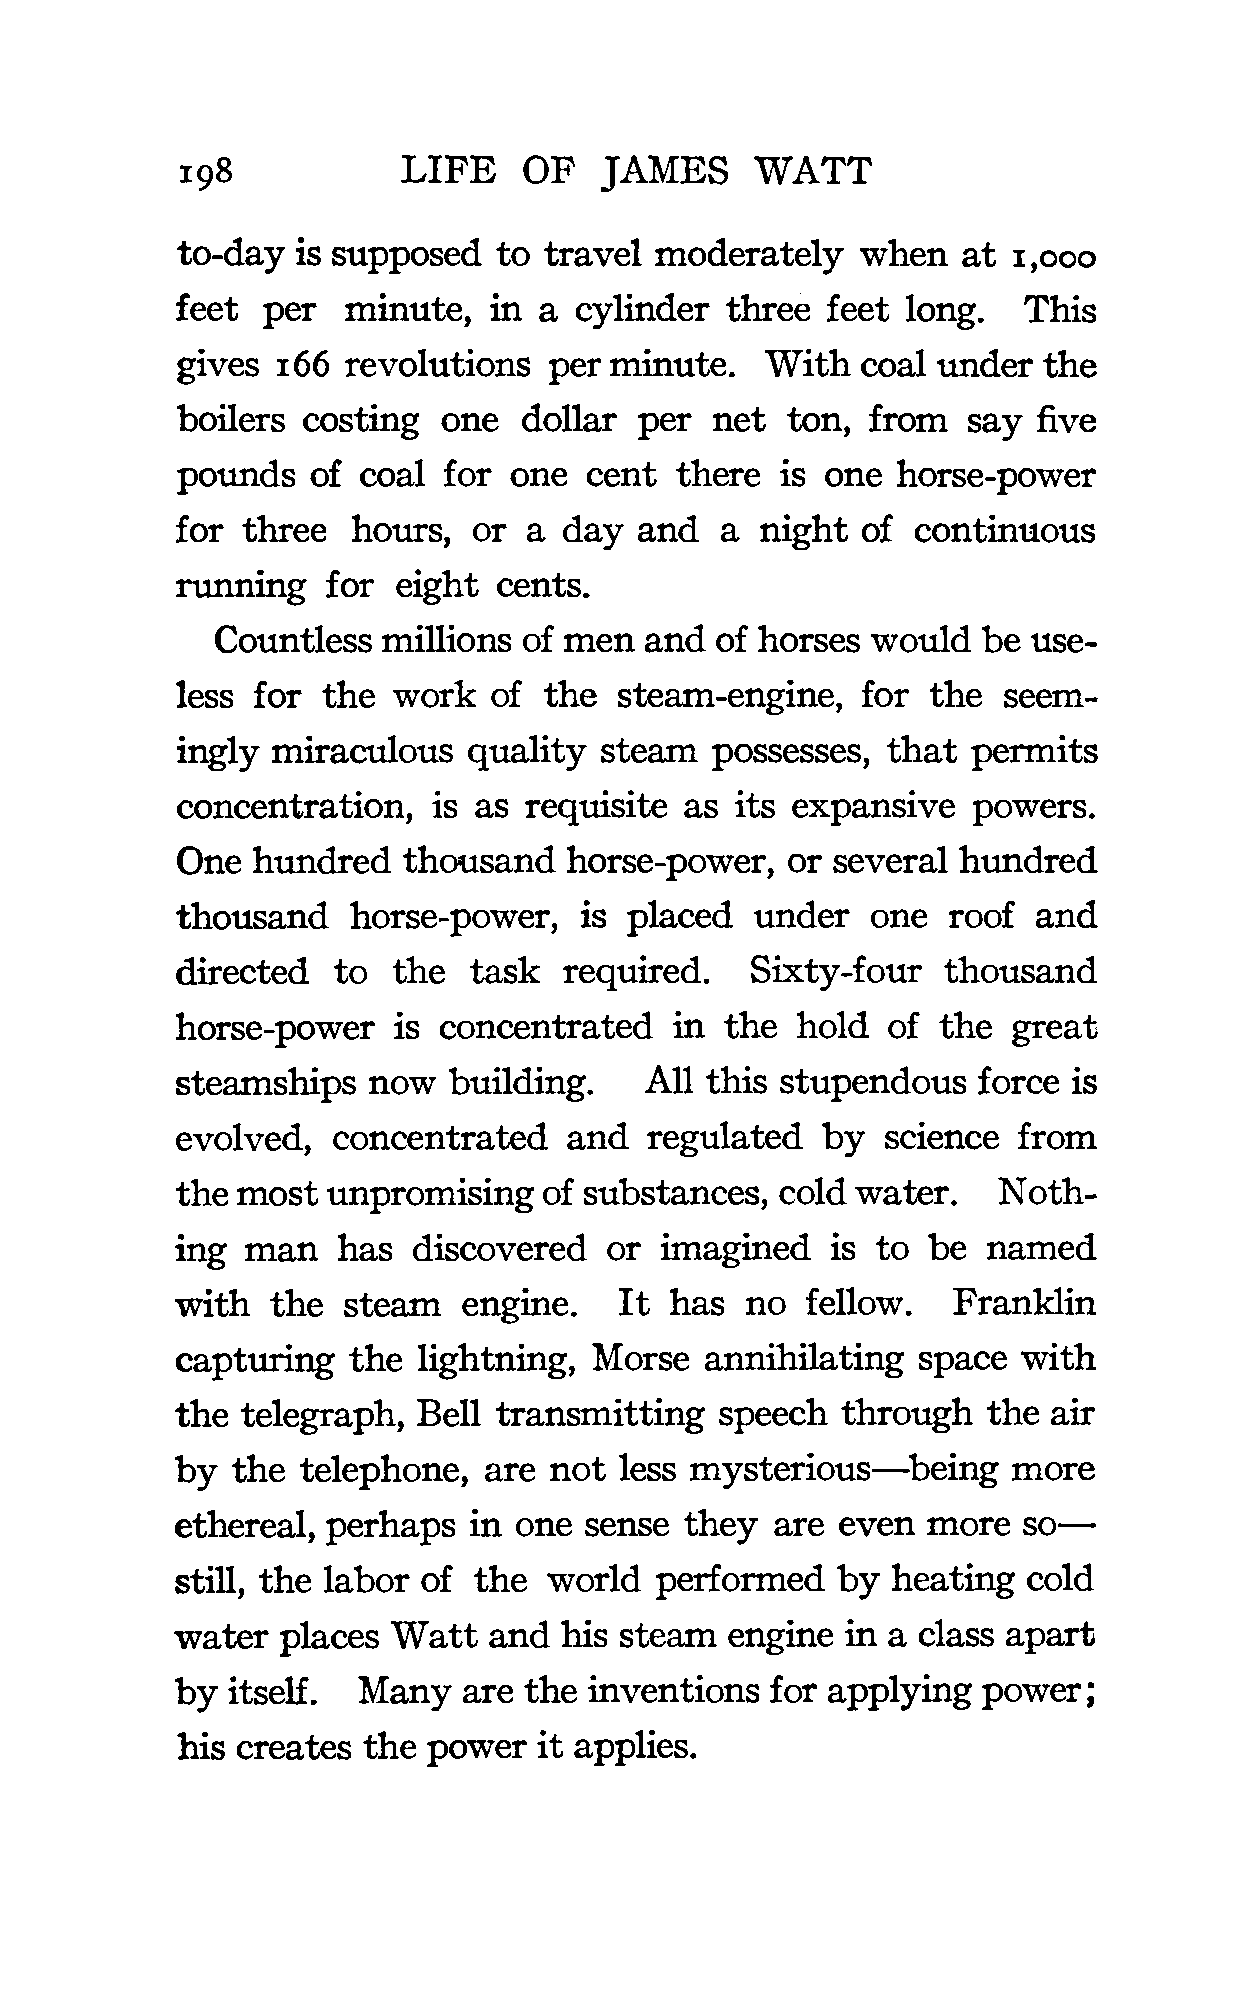 198 LIFE OF JAMES WATT
to-day is supposed to travel moderately when at 1,000
feet per minute, in a cylinder three feet long. This
gives 166 revolutions per minute. With coal under the
boilers costing one dollar per net ton, from say five
pounds of coal for one cent there is one horse-power
for three hours, or a day and a night of continuous
running for eight cents.
Countless millions of men and of horses would be use-
less for the work of the steam-engine, for the seem-
ingly miraculous quality steam possesses, that permits
concentration, is as requisite as its expansive powers.
One hundred thousand horse-power, or several hundred
thousand horse-power, is placed under one roof and
directed to the task required. Sixty-four thousand
horse-power is concentrated in the hold of the great
steamships now building. All this stupendous force is
evolved, concentrated and regulated by science from
the most unpromising of substances, cold water. Noth-
ing man has discovered or imagined is to be named
with the steam engine. It has no fellow. Franklin
capturing the lightning, Morse annihilating space with
the telegraph, Bell transmitting speech through the air
by the telephone, are not less mysterious—being more
ethereal, perhaps in one sense they are even more so—
still, the labor of the world performed by heating cold
water places Watt and his steam engine in a class apart
by itself. Many are the inventions for applying power;
his creates the power it applies.